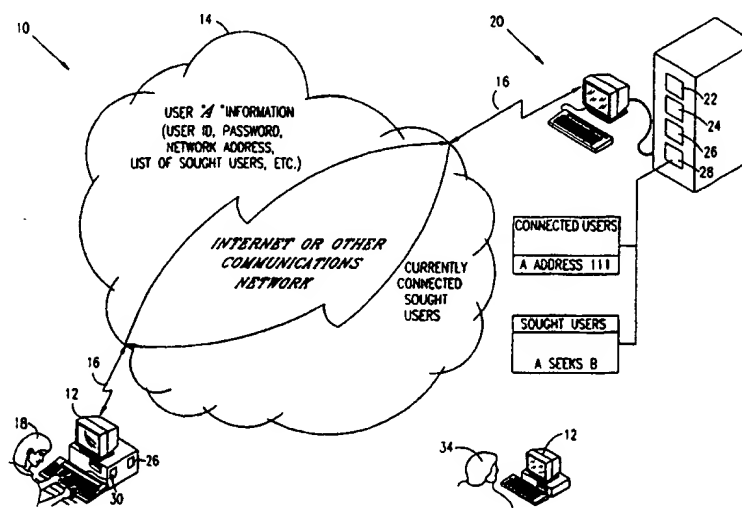 10
14
20
USER "A" INFORMATION
(USER ID, PASSWORD,
NETWORK ADDRESS,
LIST OF SOUGHT USERS, ETC.)
16
22
24
26
28
INTERNET OR OTHER
COMMUNICATIONS
NETWORK
CURRENTLY
CONNECTED
SOUGHT
USERS
CONNECTED USERS
A ADDRESS 111
SOUGHT USERS
A SEEKS B
16
12
18
26
30
34
12